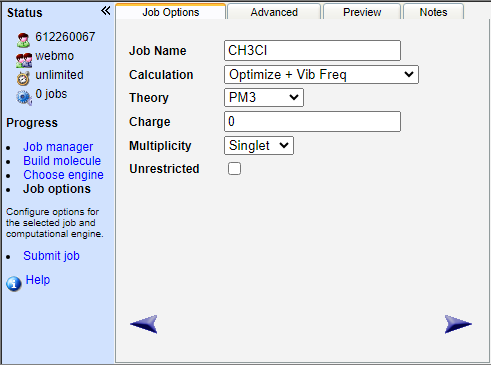 Status «
612260067
webmo
unlimited
0 jobs
Progress
Job manager
Build molecule
Choose engine
Job options
Configure options for
the selected job and
computational engine.
Submit job
Help
Job Options Advanced Preview Notes
Job Name CH3Cl
Calculation Optimize + Vib Freq
Theory PM3
Charge 0
Multiplicity Singlet
Unrestricted